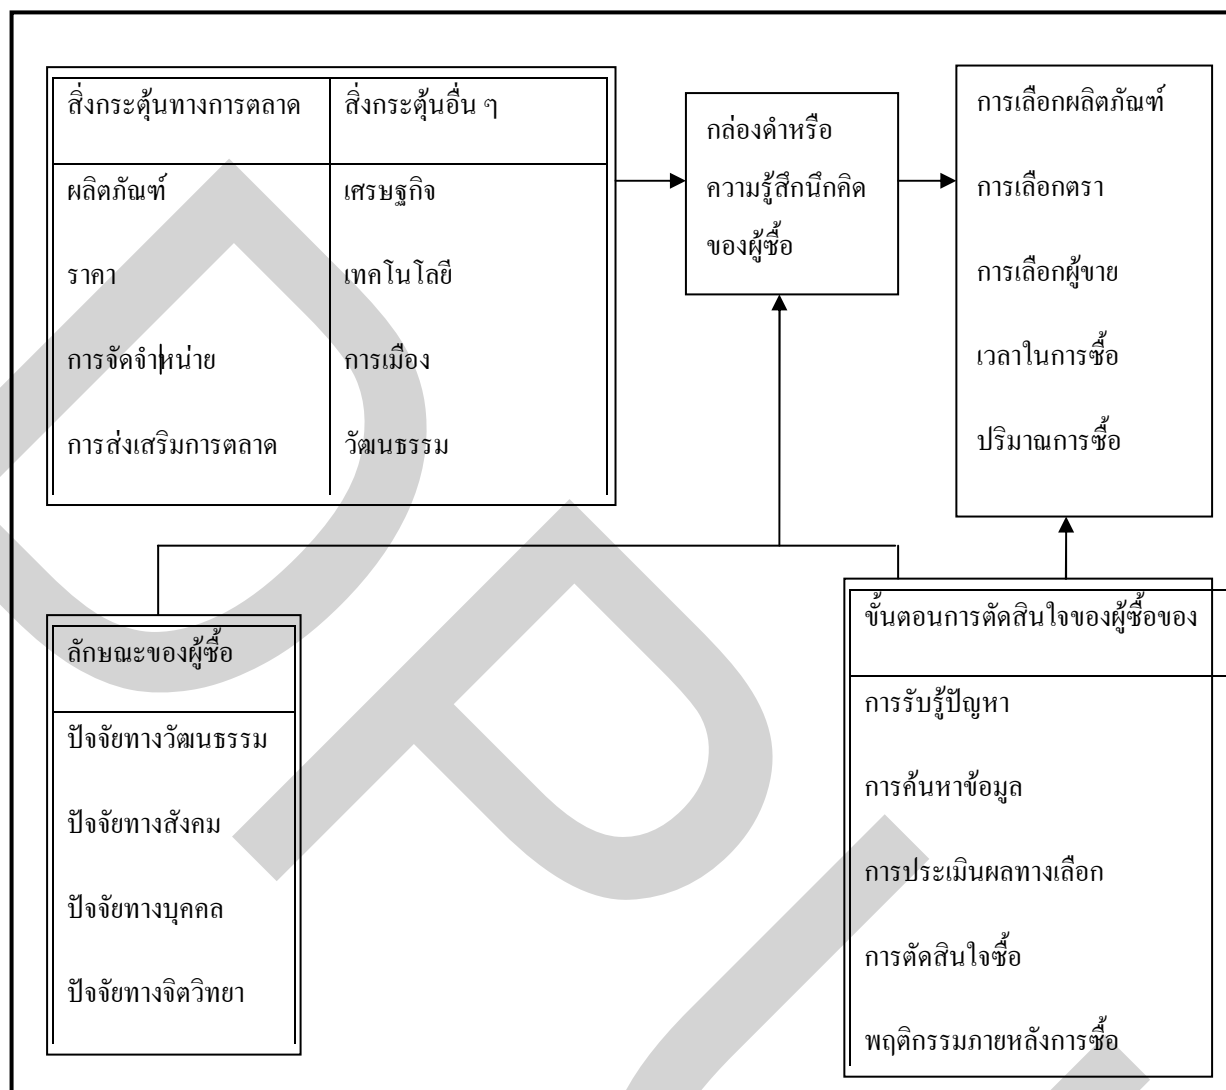 สิ่งกระตุ้นทางการตลาด
สิ่งกระตุ้นอื่น ๆ
ผลิตภัณฑ์
เศรษฐกิจ
ราคา
เทคโนโลยี
การจัดจำหน่าย
การเมือง
การส่งเสริมการตลาด
วัฒนธรรม
กล่องดำหรือ
ความรู้สึกนึกคิด
ของผู้ซื้อ
การเลือกผลิตภัณฑ์
การเลือกตรา
การเลือกผู้ขาย
เวลาในการซื้อ
ปริมาณการซื้อ
ลักษณะของผู้ซื้อ
ปัจจัยทางวัฒนธรรม
ปัจจัยทางสังคม
ปัจจัยทางบุคคล
ปัจจัยทางจิตวิทยา
ขั้นตอนการตัดสินใจของผู้ซื้อของ
การรับรู้ปัญหา
การค้นหาข้อมูล
การประเมินผลทางเลือก
การตัดสินใจซื้อ
พฤติกรรมภายหลังการซื้อ